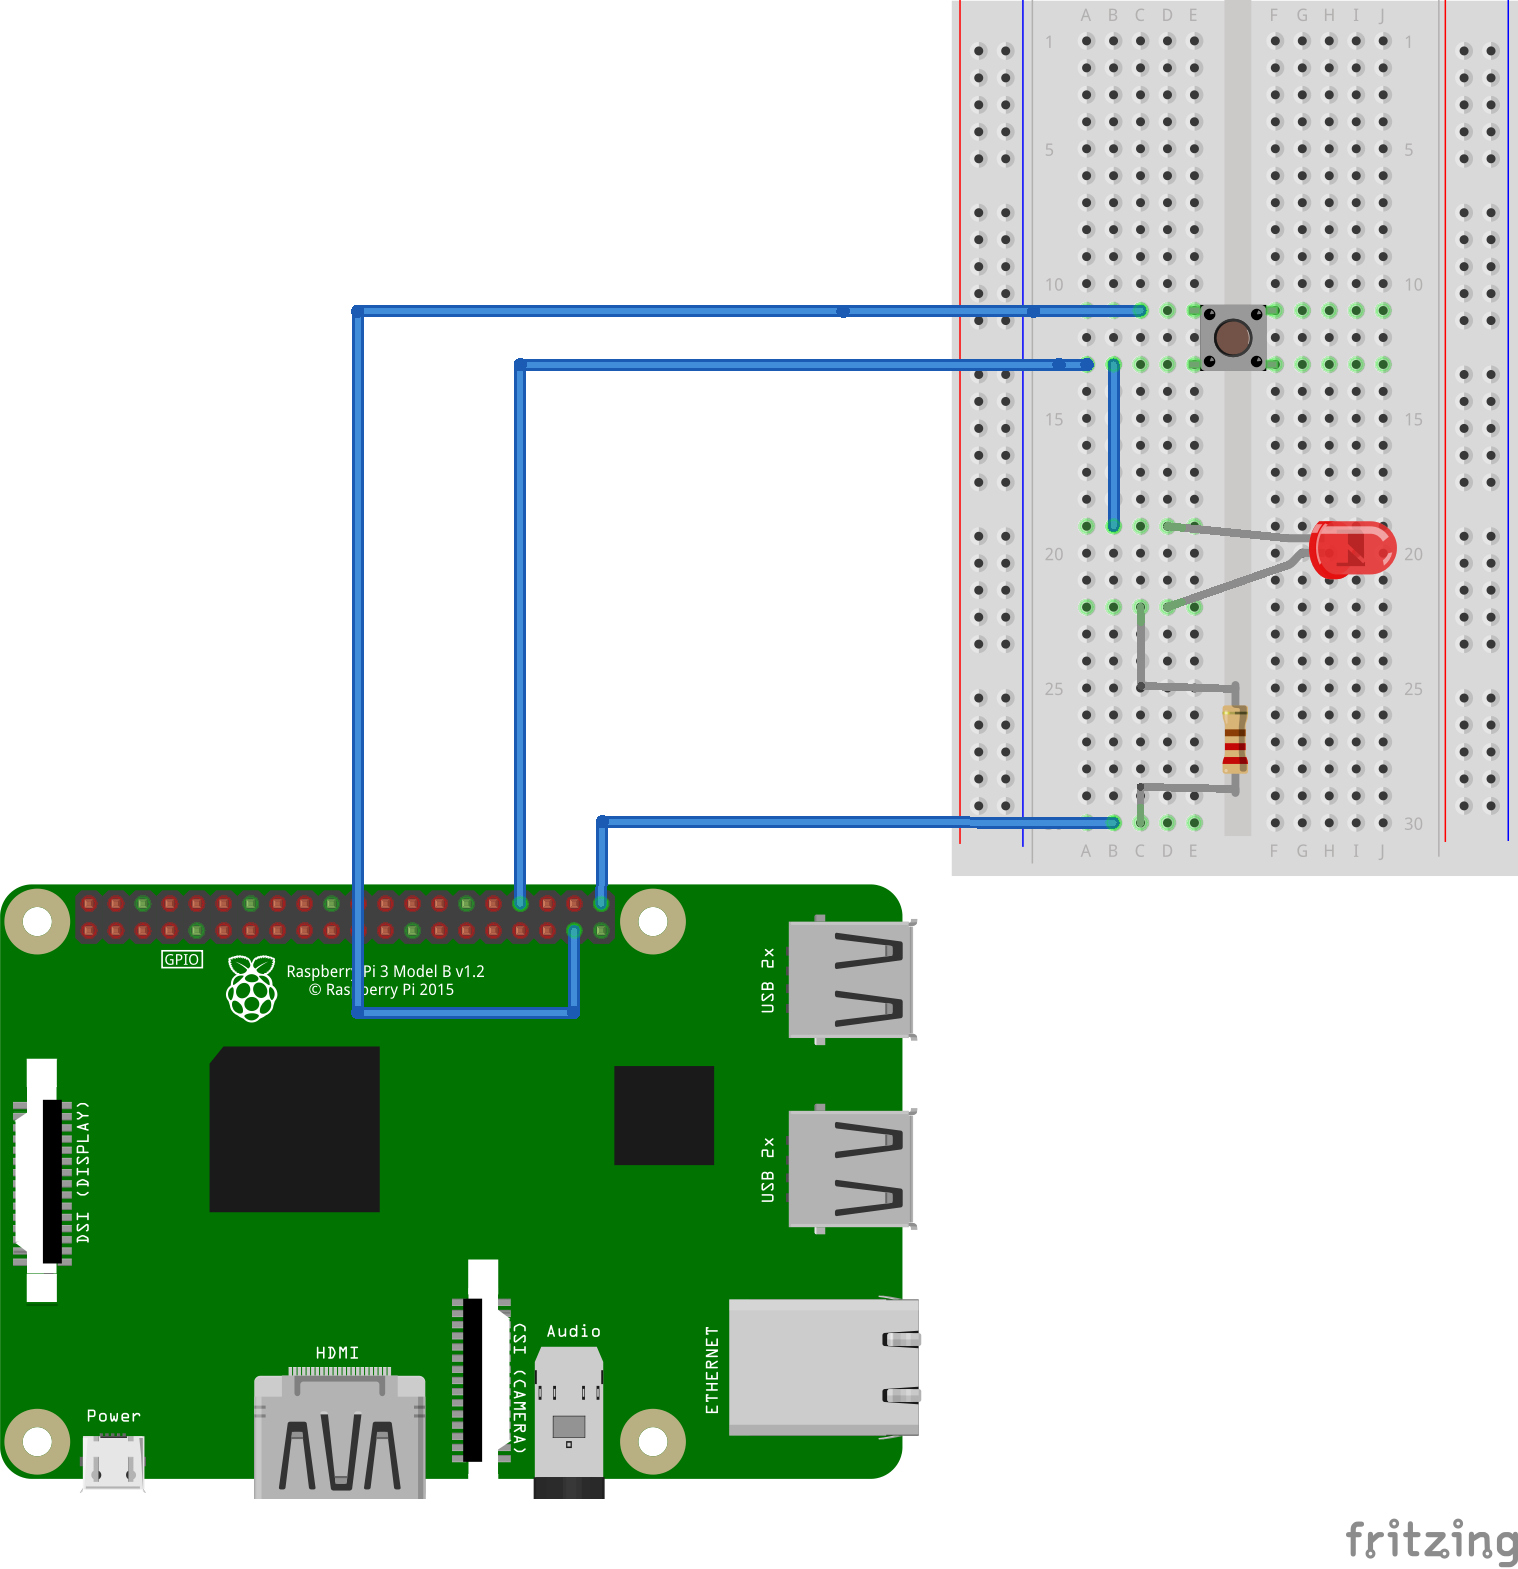 A B C D E F G H I J
1 1
5 5
10 10
15 15
20 20
25 25
30
A B C D E F G H I J
GPIO
Raspberry Pi 3 Model B v1.2
© Raspberry Pi 2015
USB 2x
DSI (DISPLAY)
USB 2x
CSI (CAMERA)
Audio
ETHERNET
HDMI
Power
fritzing